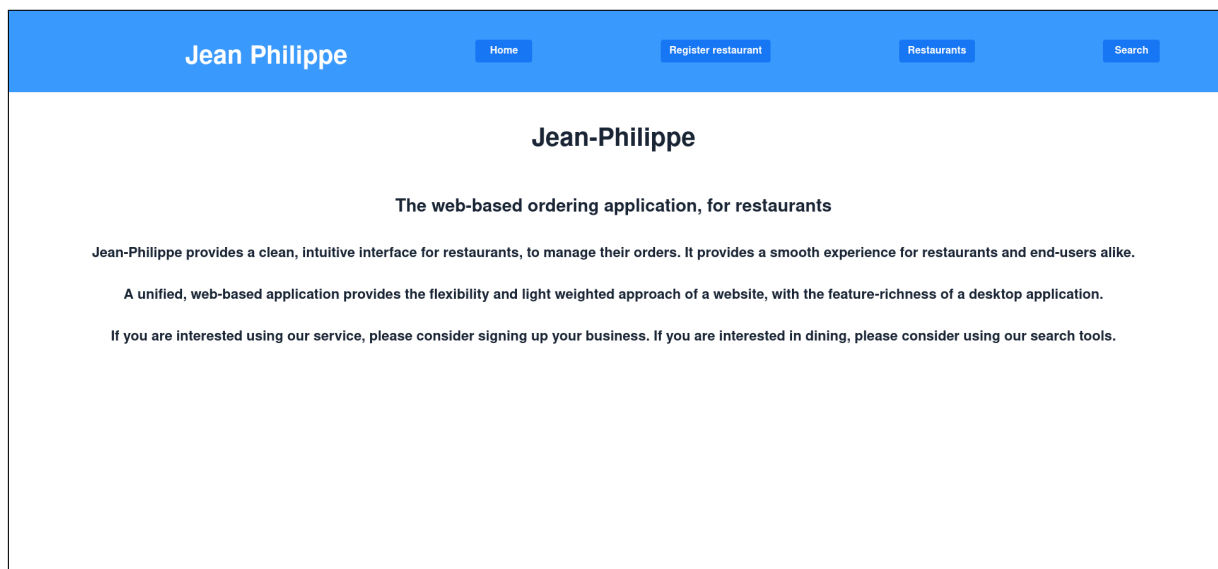 Jean Philippe
Home
Register restaurant
Restaurants
Search
Jean-Philippe
The web-based ordering application, for restaurants
Jean-Philippe provides a clean, intuitive interface for restaurants, to manage their orders. It provides a smooth experience for restaurants and end-users alike.
A unified, web-based application provides the flexibility and light weighted approach of a website, with the feature-richness of a desktop application.
If you are interested using our service, please consider signing up your business. If you are interested in dining, please consider using our search tools.